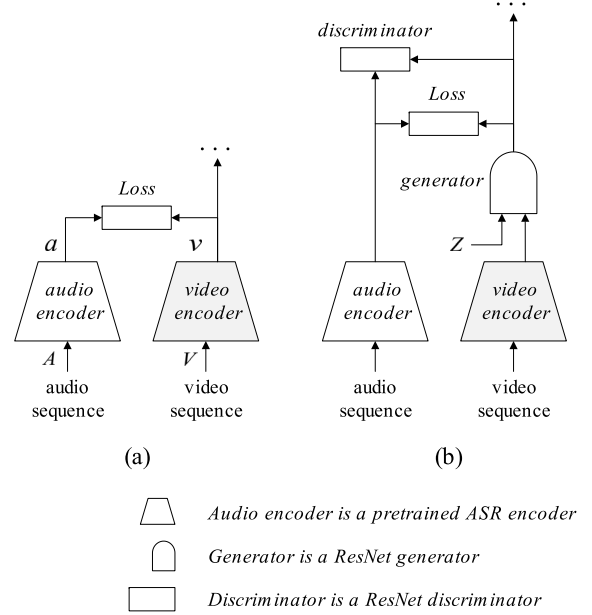 . . .
discriminator
Loss
. . .
generator
Loss
a
v
Z
audio encoder
video encoder
audio encoder
video encoder
A
V
audio sequence
video sequence
audio sequence
video sequence
(a)
(b)
Audio encoder is a pretrained ASR encoder
Generator is a ResNet generator
Discriminator is a ResNet discriminator